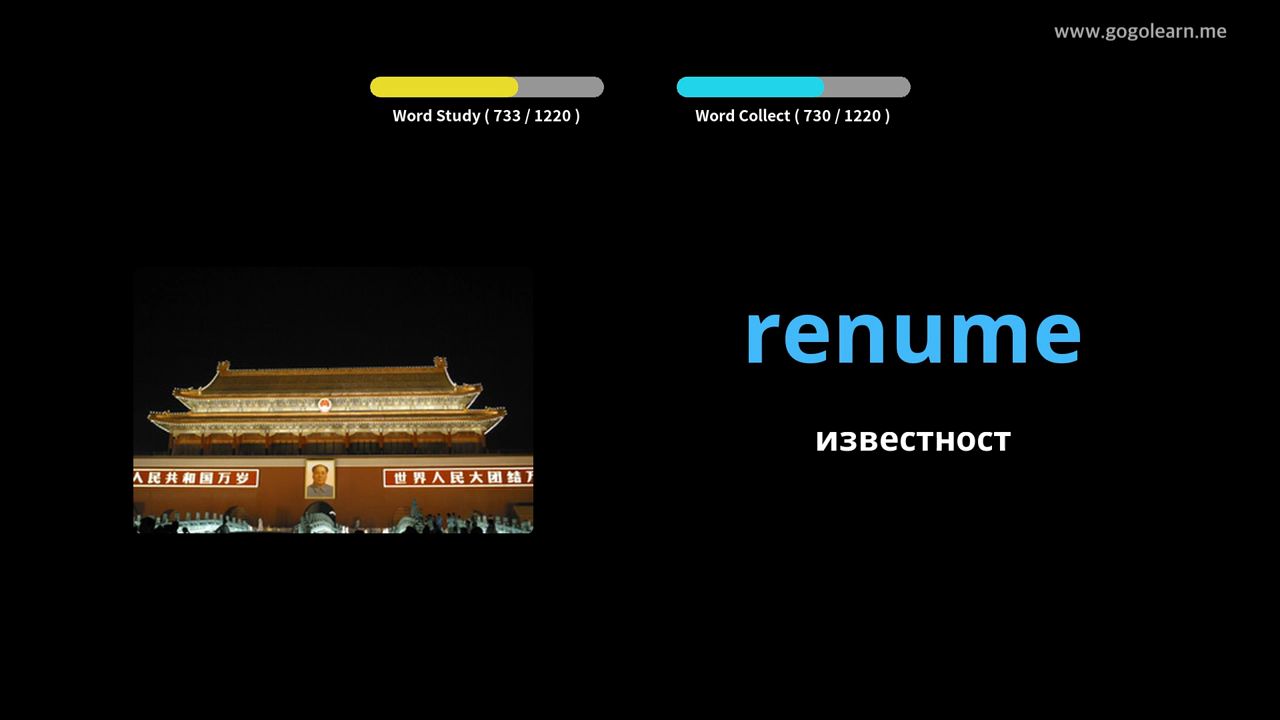 www.gogolearn.me
Word Study ( 733 / 1220 )
Word Collect ( 730 / 1220 )
renume
известност
人民共和国万岁
世界人民大团结万